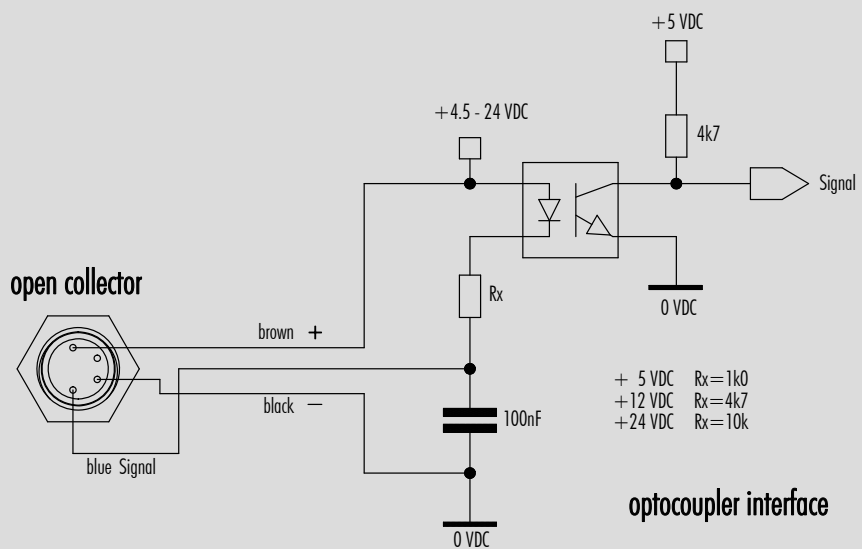 +5 VDC
+4.5 - 24 VDC
4k7
Signal
open collector
Rx
0 VDC
brown +
+ 5 VDC Rx=1k0
+12 VDC Rx=4k7
+24 VDC Rx=10k
black −
100nF
blue Signal
optocoupler interface
0 VDC